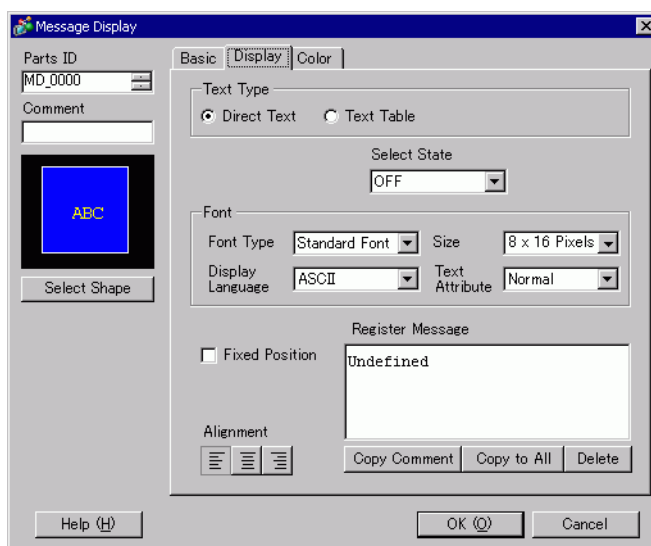 Message Display
Parts ID
MD_0000
Comment
ABC
Select Shape
Basic Display Color
Text Type
Direct Text Text Table
Select State
OFF
Font
Font Type Standard Font Size 8 x 16 Pixels
Display Language ASCII Text Attribute Normal
Register Message
Fixed Position
Undefined
Alignment
Copy Comment Copy to All Delete
Help (H) OK (O) Cancel